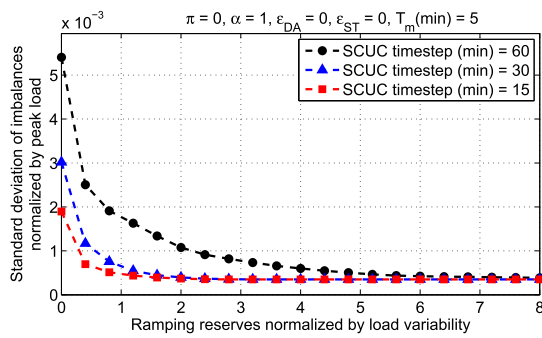 x 10⁻³
π = 0, α = 1, ε_DA = 0, ε_ST = 0, T_m(min) = 5
SCUC timestep (min) = 60
SCUC timestep (min) = 30
SCUC timestep (min) = 15
Standard deviation of imbalances
normalized by peak load
5
4
3
2
1
0
0 1 2 3 4 5 6 7 8
Ramping reserves normalized by load variability